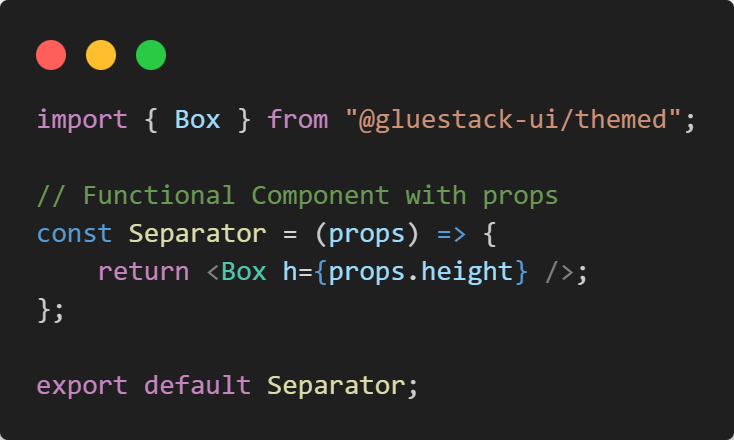 import { Box } from "@gluestack-ui/themed";

// Functional Component with props
const Separator = (props) => {
    return <Box h={props.height} />;
};

export default Separator;